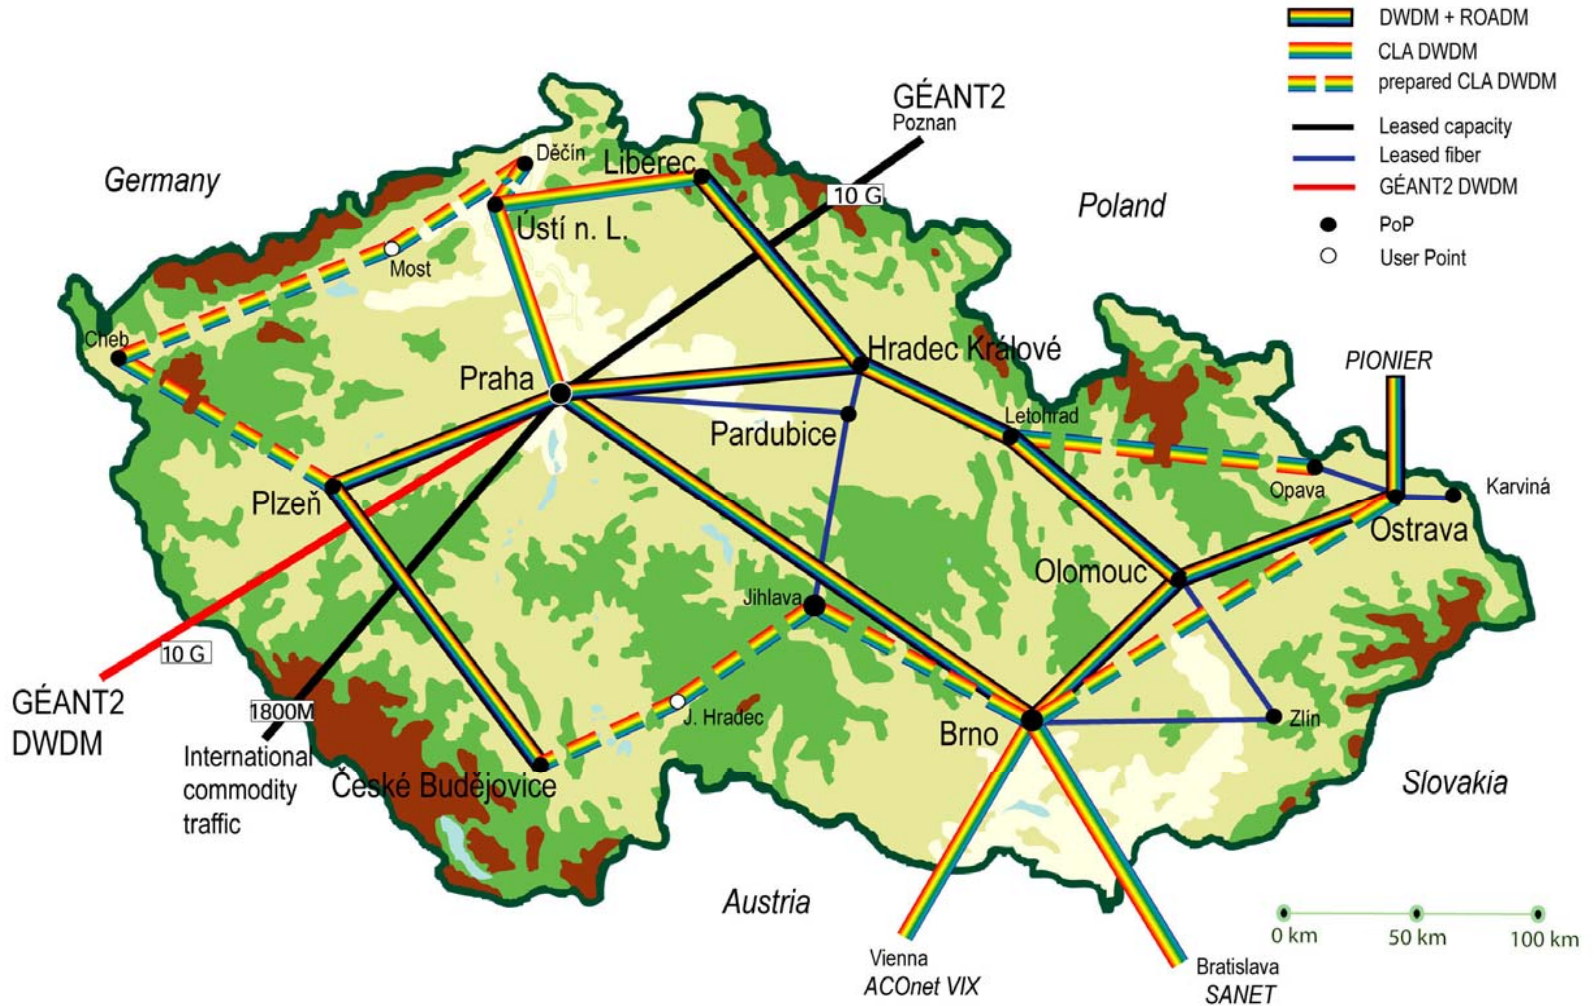 DWDM + ROADM
CLA DWDM
prepared CLA DWDM
Leased capacity
Leased fiber
GÉANT2 DWDM
PoP
User Point
GÉANT2
Poznan
Germany
Děčín
Liberec
10 G
Poland
Ústí n. L.
Most
Cheb
Praha
Hradec Králové
PIONIER
Pardubice
Letohrad
Plzeň
Opava
Karviná
Ostrava
Olomouc
Jihlava
10 G
GÉANT2
DWDM
1800M
J. Hradec
Brno
Zlín
International
commodity
traffic
České Budějovice
Slovakia
Austria
0 km
50 km
100 km
Vienna
ACOnet VIX
Bratislava
SANET